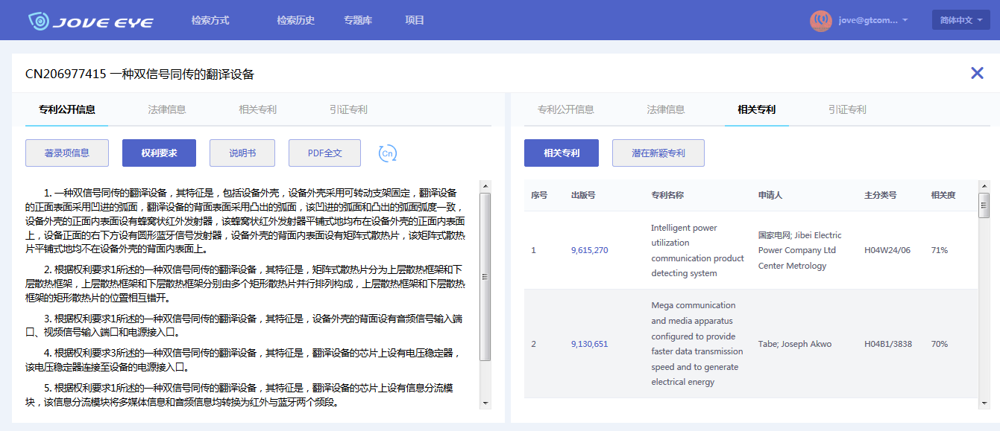 JOVE EYE
检索方式
检索历史
专题库
项目
jove@gtcom...
简体中文
CN206977415 一种双信号同传的翻译设备
专利公开信息
法律信息
相关专利
引证专利
著录项信息
权利要求
说明书
PDF全文
Cn
1. 一种双信号同传的翻译设备，其特征是，包括设备外壳，设备外壳采用可转动支架固定，翻译设备
的正面表面采用凹进的弧面，翻译设备的背面表面采用凸出的弧面，该凹进的弧面和凸出的弧面弧度一致，
设备外壳的正面内表面设有蜂窝状红外发射器，该蜂窝状红外发射器平铺式地均布在设备外壳的正面内表面
上，设备正面的右下方设有圆形蓝牙信号发射器，设备外壳的背面内表面设有矩阵式散热片，该矩阵式散热
片平铺式地均不在设备外壳的背面内表面上。
2. 根据权利要求1所述的一种双信号同传的翻译设备，其特征是，矩阵式散热片分为上层散热框架和下
层散热框架，上层散热框架和下层散热框架分别由多个矩形散热片并行排列构成，上层散热框架和下层散热
框架的矩形散热片的位置相互错开。
3. 根据权利要求1所述的一种双信号同传的翻译设备，其特征是，设备外壳的背面设有音频信号输入端
口、视频信号输入端口和电源接入口。
4. 根据权利要求3所述的一种双信号同传的翻译设备，其特征是，翻译设备的芯片上设有电压稳定器，
该电压稳定器连接至设备的电源接入口。
5. 根据权利要求1所述的一种双信号同传的翻译设备，其特征是，翻译设备的芯片上设有信息分流模
块，该信息分流模块将多媒体信息和音频信息均转换为红外与蓝牙两个频段。
专利公开信息
法律信息
相关专利
引证专利
相关专利
潜在新颖专利
序号
出版号
专利名称
申请人
主分类号
相关度
1
9,615,270
Intelligent power
utilization
communication product
detecting system
国家电网; Jibei Electric
Power Company Ltd
Center Metrology
H04W24/06
71%
2
9,130,651
Mega communication
and media apparatus
configured to provide
faster data transmission
speed and to generate
electrical energy
Tabe; Joseph Akwo
H04B1/3838
70%